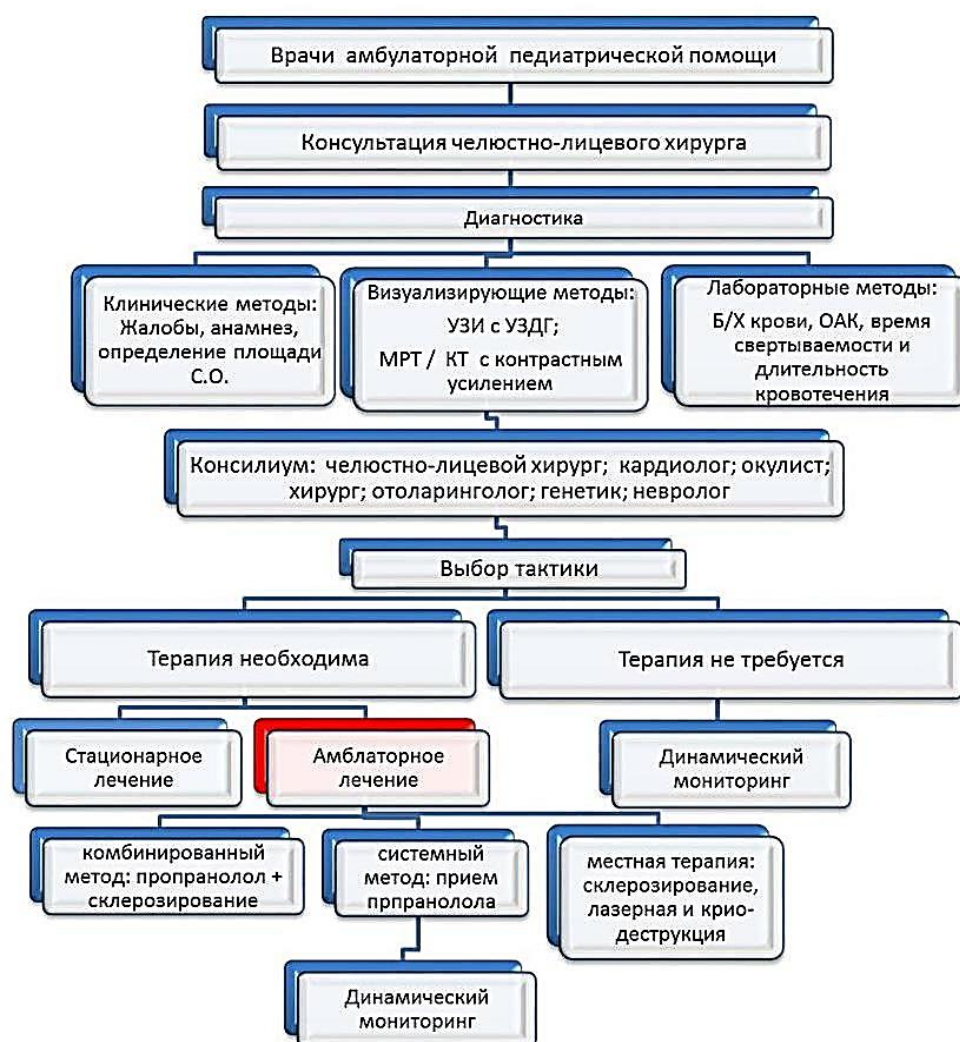 Врачи амбулаторной педиатрической помощи
Консультация челюстно-лицевого хирурга
Диагностика
Клинические методы:
Жалобы, анамнез,
определение площади
С.О.
Визуализирующие методы:
УЗИ с УЗДГ;
МРТ / КТ с контрастным
усилением
Лабораторные методы:
Б/Х крови, ОАК, время
свертываемости и
длительность
кровотечения
Консилиум: челюстно-лицевой хирург; кардиолог; окулист;
хирург; отоларинголог; генетик; невролог
Выбор тактики
Терапия необходима
Терапия не требуется
Стационарное
лечение
Амблаторное
лечение
Динамический
мониторинг
комбинированный
метод: пропранолол +
склерозирование
системный
метод: прием
прпранолола
местная терапия:
склерозирование,
лазерная и крио-
деструкция
Динамический
мониторинг